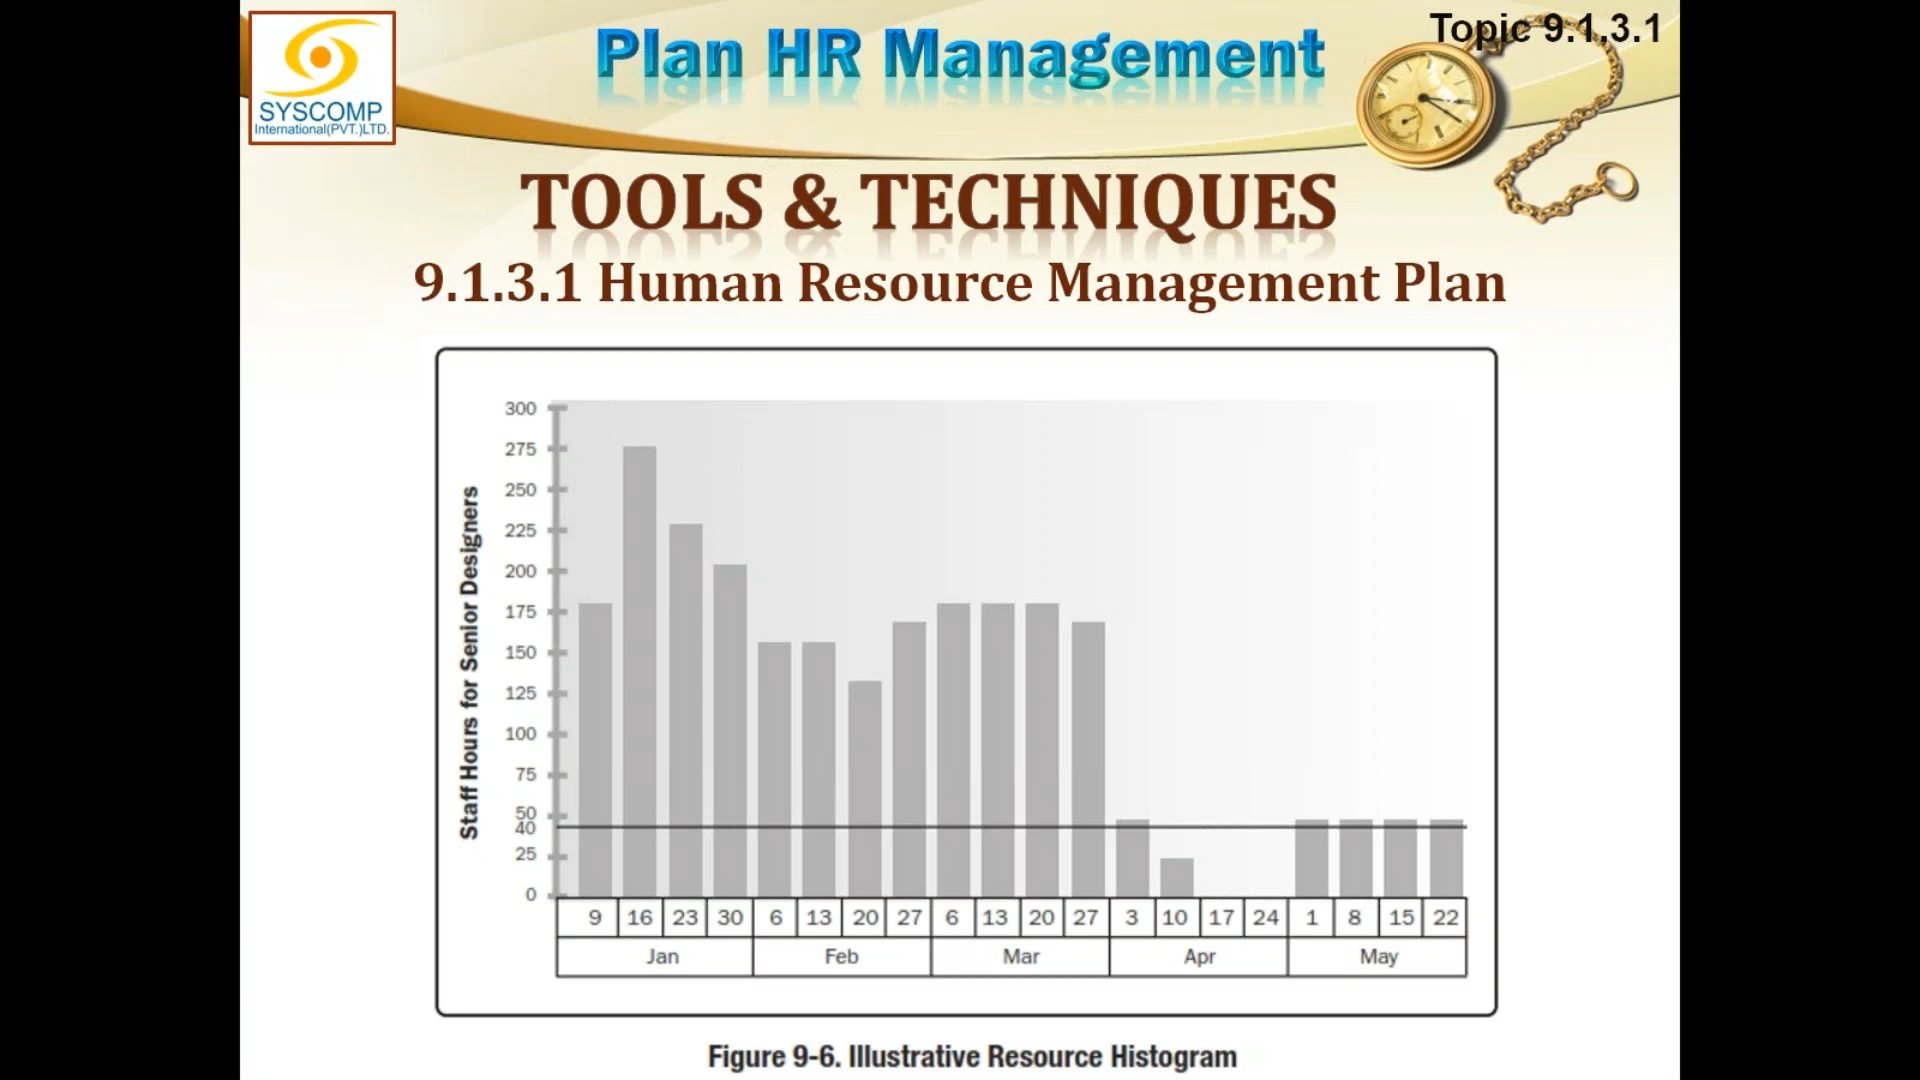 SYSCOMP
International(PVT.)LTD.
Plan HR Management
Topic 9.1.3.1
TOOLS & TECHNIQUES
9.1.3.1 Human Resource Management Plan
Staff Hours for Senior Designers
300
275
250
225
200
175
150
125
100
75
50
40
25
0
9 16 23 30 6 13 20 27 6 13 20 27 3 10 17 24 1 8 15 22
Jan Feb Mar Apr May
Figure 9-6. Illustrative Resource Histogram